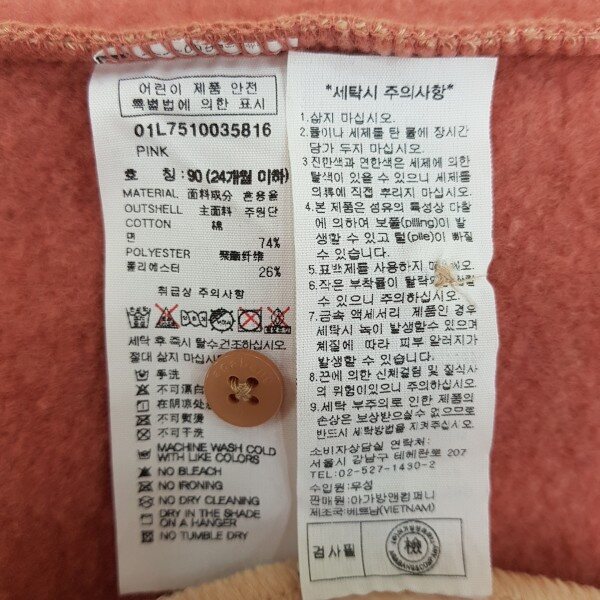 어린이 제품 안전
특별법에 의한 표시
01L7510035816
PINK
호 칭: 90 (24개월 이하)
MATERIAL 面料成分 혼용율
OUTSHELL 主面料 주원단
COTTON 綿
면 74%
POLYESTER 聚酯纤维
폴리에스터 26%
취급상 주의사항
세탁 후 즉시 탈수건조하십시오.
절대 삶지 마십시오
手洗
不可漂白
在阴凉处
不可熨烫
不可干洗
MACHINE WASH COLD
WITH LIKE COLORS
NO BLEACH
NO IRONING
NO DRY CLEANING
DRY IN THE SHADE
ON A HANGER
NO TUMBLE DRY
*세탁시 주의사항*
1.삶지 마십시오.
2.물이나 세제를 탄 물에 장시간
담가 두지 마십시오.
3.진한색과 연한색은 세제에 의한
탈색이 있을 수 있으니 세제를
의류에 직접 뿌리지 마십시오.
4.본 제품은 섬유의 특성상 마찰
에 의하여 보풀(pilling)이 발
생할 수 있고 털(pile)이 빠질
수 있습니다.
5.표백제를 사용하지 마십시오.
6.작은 부착물이 탈락
수 있으니 주의하십시오.
7.금속 악세서리 제품인 경우
세탁시 녹이 발생할수 있으며
체질에 따라 피부 알러지가
발생할 수 있습니다.
8.끈에 의한 신체걸림 및 질식사
의 위험이 있으니 주의하십시오.
9.세탁 부주의로 인한 제품의
손상은 보상받으실 수 없으므로
반드시 세탁방법을 지켜주십시오.
소비자상담실 연락처:
서울시 강남구 테헤란로 207
TEL:02-527-1430~2
수입원: 우성
판매원: 아가방앤컴퍼니
제조국:베트남(VIETNAM)
검사필
檢